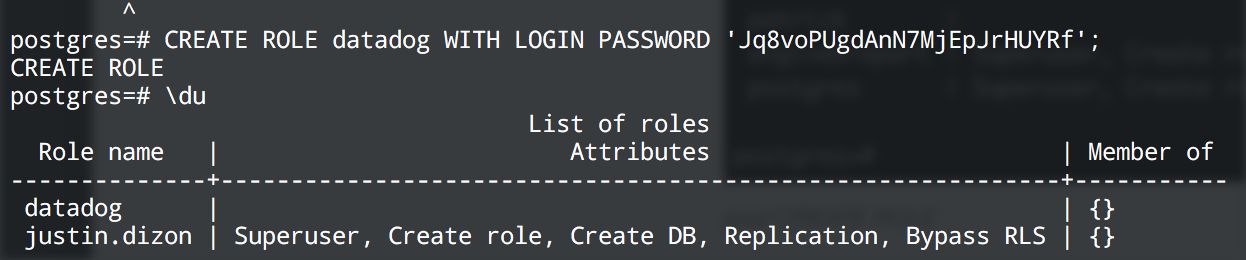 ^
postgres=# CREATE ROLE datadog WITH LOGIN PASSWORD 'Jq8voPUgdAnN7MjEpJrHUYRf';
CREATE ROLE
postgres=# \du
List of roles
Role name | Attributes | Member of
--------------+-----------------------------------------------------------+-----------
datadog | | {}
justin.dizon | Superuser, Create role, Create DB, Replication, Bypass RLS | {}